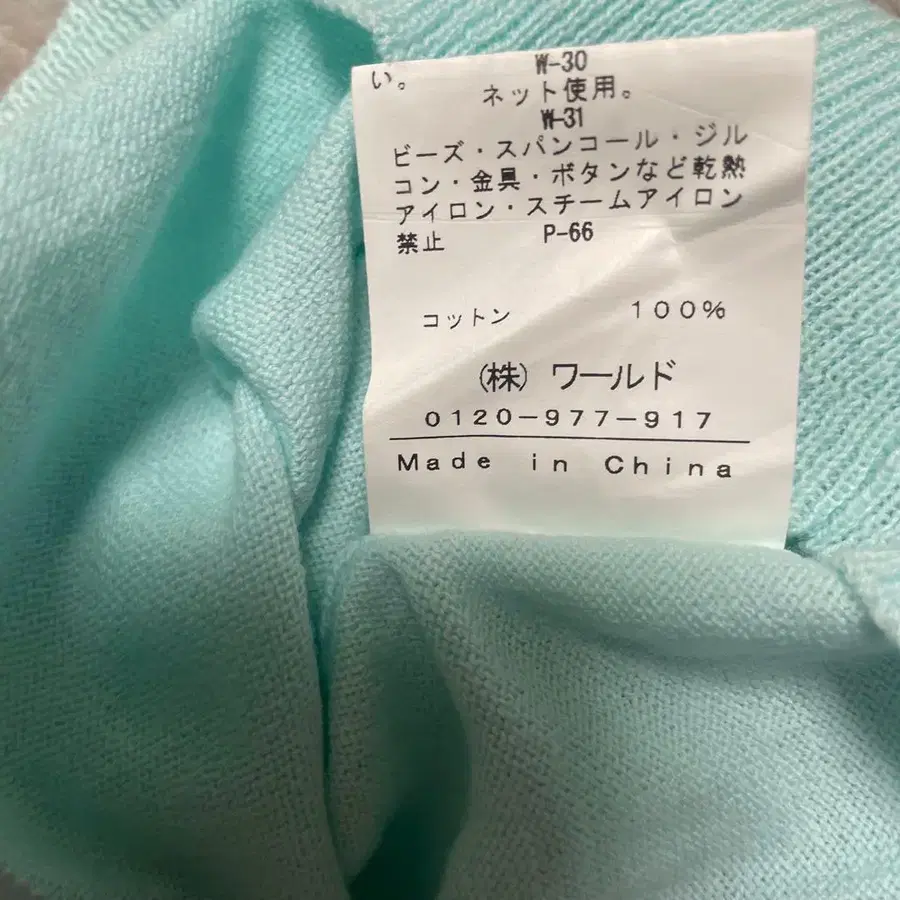 い。 W-30
ネット使用。
W-31
ビーズ・スパンコール・ジル
コン・金具・ボタンなど乾熱
アイロン・スチームアイロン
禁止 P-66
コットン 100%
(株) ワールド
0120-977-917
Made in China